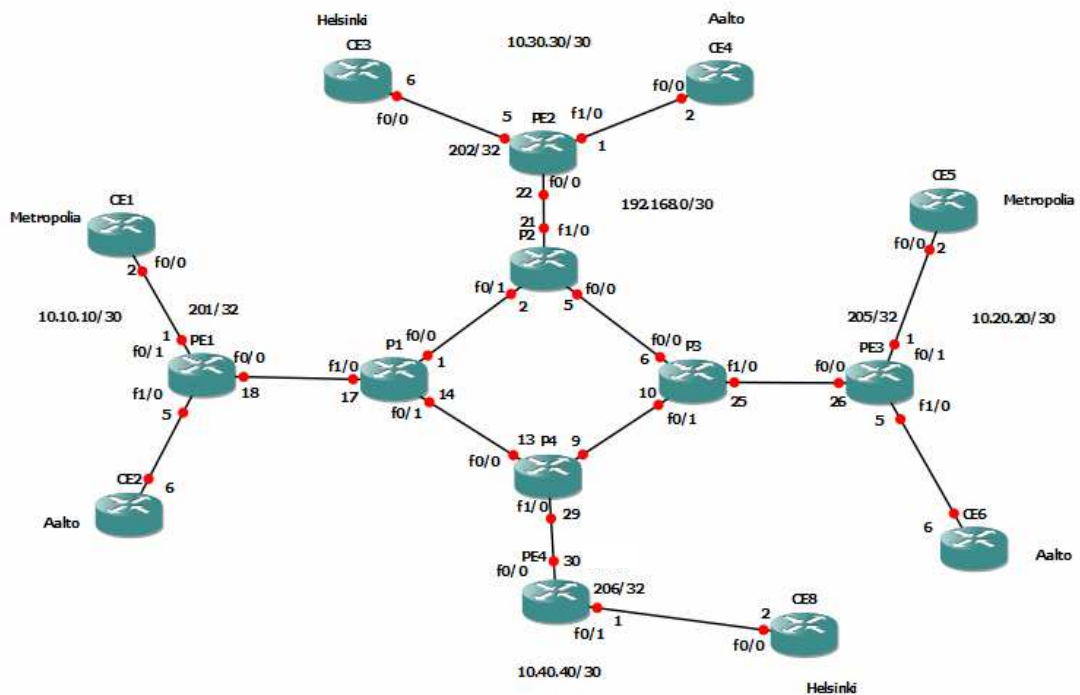 Helsinki
Aalto
CE3
10.30.30/30
CE4
6
f0/0
f0/0
f1/0
2
5
PE2
1
202/32
f0/0
22
192.168.0/30
CE5
Metropolia
CE1
Metropolia
21
f1/0
P2
f0/0
2
2
f0/0
f0/1
2
5
f0/0
10.10.10/30
201/32
205/32
10.20.20/30
1
f0/1
PE1
f0/0
P1
f0/0
1
f0/0
6
P3
f1/0
f0/0
PE3
1
f0/1
f1/0
18
f1/0
17
14
f0/1
10
f0/1
25
26
f1/0
5
5
13
P4
9
f0/0
CE2
6
Aalto
f1/0
29
CE6
6
Aalto
PE4
30
f0/0
206/32
CE8
2
f0/1
1
f0/0
10.40.40/30
Helsinki